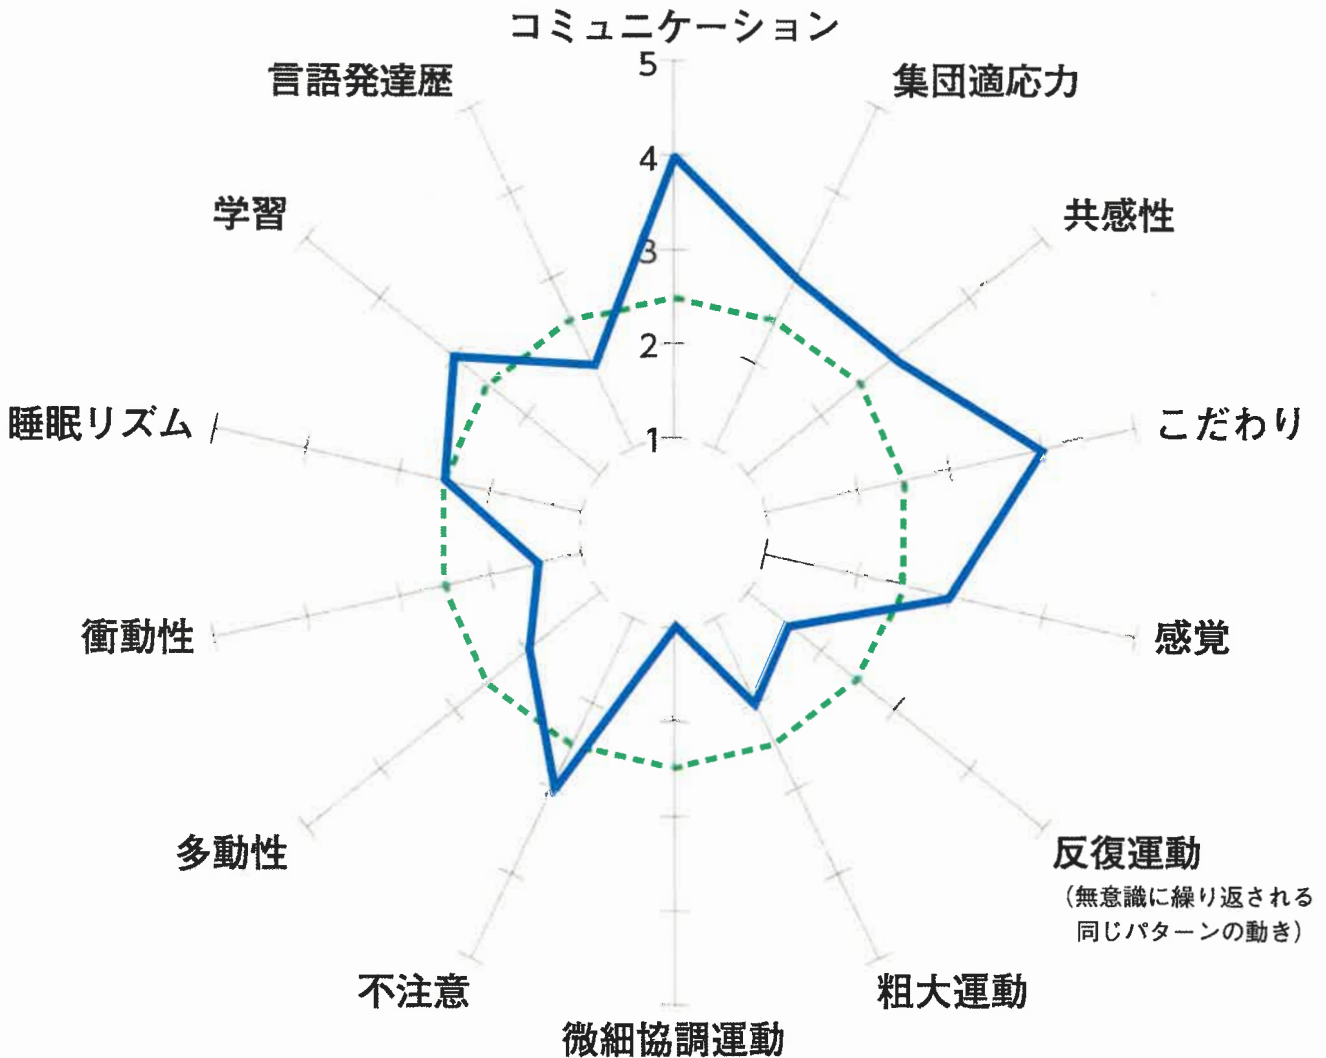 コミュニケーション
5
言語発達歴
集団適応力
4
学習
共感性
3
2
睡眠リズム
こだわり
1
衝動性
感覚
多動性
反復運動
（無意識に繰り返される
同じパターンの動き）
不注意
粗大運動
微細協調運動